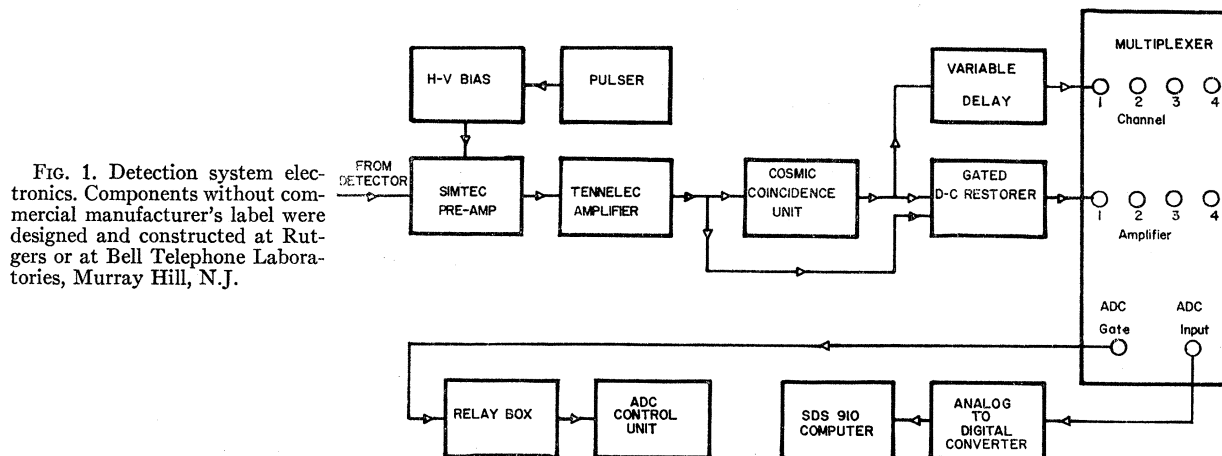 FIG. 1. Detection system elec-
tronics. Components without com-
mercial manufacturer's label were
designed and constructed at Rut-
gers or at Bell Telephone Labora-
tories, Murray Hill, N.J.
H-V BIAS
PULSER
VARIABLE
DELAY
MULTIPLEXER
1 2 3 4
Channel
FROM
DETECTOR
SIMTEC
PRE-AMP
TENNELEC
AMPLIFIER
COSMIC
COINCIDENCE
UNIT
GATED
D-C RESTORER
1 2 3 4
Amplifier
ADC
Gate
ADC
Input
RELAY BOX
ADC
CONTROL
UNIT
SDS 910
COMPUTER
ANALOG
TO
DIGITAL
CONVERTER